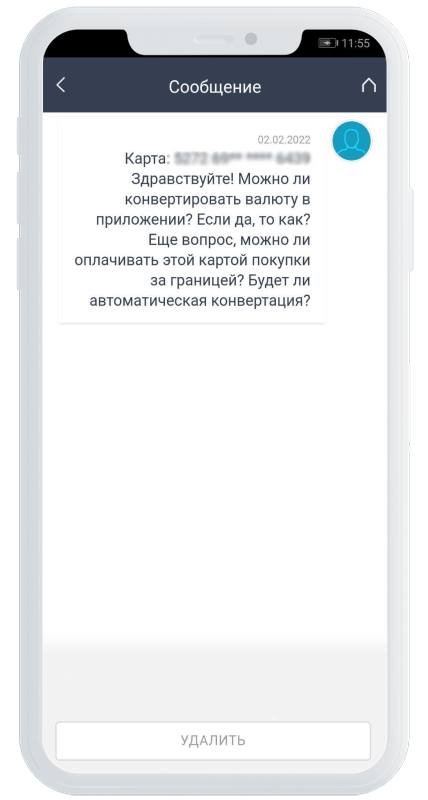 11:55
Сообщение
02.02.2022
Карта:
Здравствуйте! Можно ли
конвертировать валюту в
приложении? Если да, то как?
Еще вопрос, можно ли
оплачивать этой картой покупки
за границей? Будет ли
автоматическая конвертация?
УДАЛИТЬ